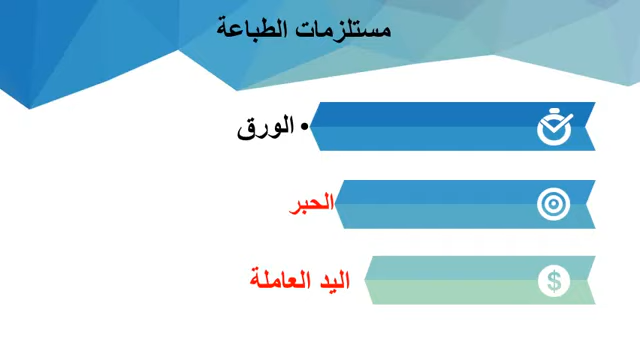 مستلزمات الطباعة
• الورق
الحبر
اليد العاملة
$